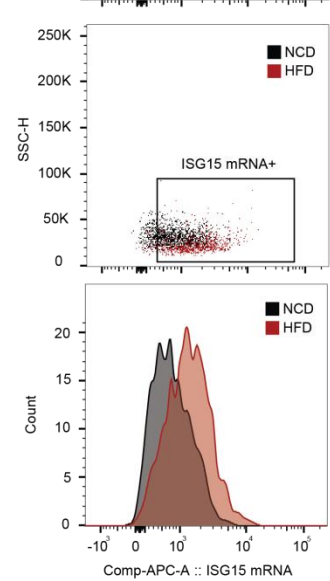 250K
NCD
HFD
200K
150K
SSC-H
ISG15 mRNA+
100K
50K
0
NCD
HFD
20
15
Count
10
5
0
-10³ 0 10³ 10⁴ 10⁵
Comp-APC-A :: ISG15 mRNA